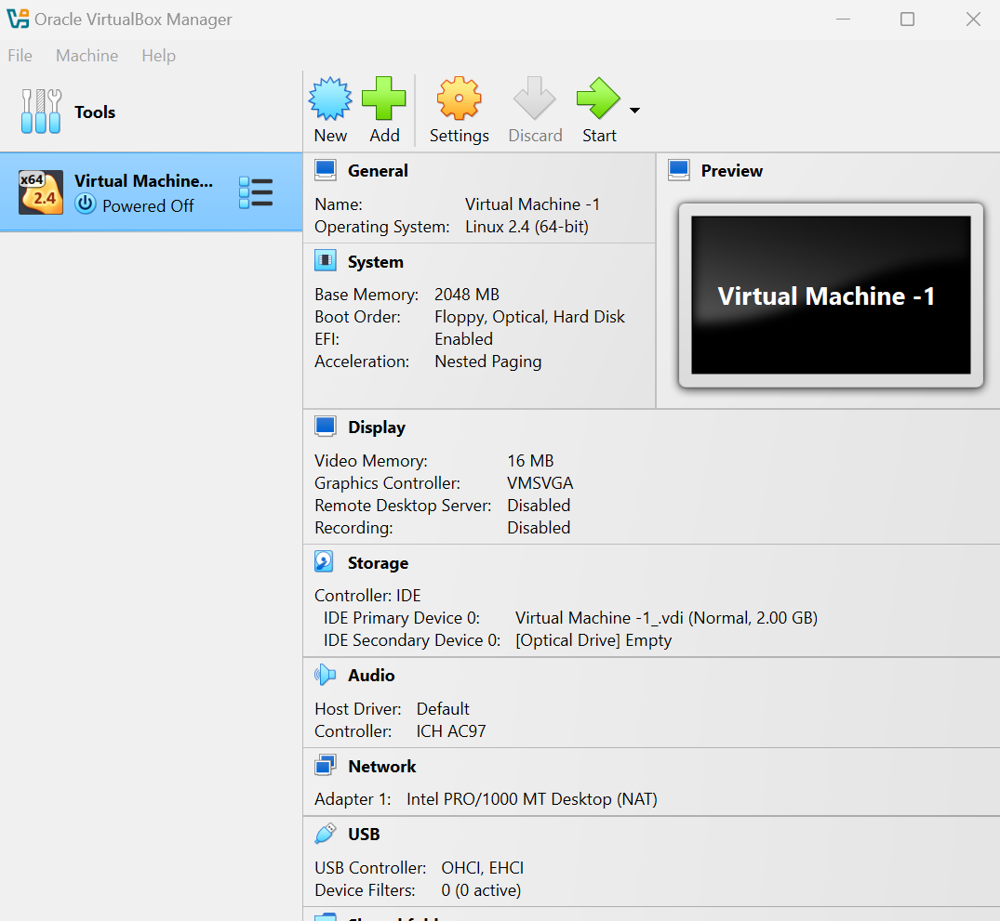 Oracle VirtualBox Manager
File Machine Help
Tools
New Add Settings Discard Start
x64
2.4
Virtual Machine...
Powered Off
General
Name: Virtual Machine -1
Operating System: Linux 2.4 (64-bit)
Preview
Virtual Machine -1
System
Base Memory: 2048 MB
Boot Order: Floppy, Optical, Hard Disk
EFI: Enabled
Acceleration: Nested Paging
Display
Video Memory: 16 MB
Graphics Controller: VMSVGA
Remote Desktop Server: Disabled
Recording: Disabled
Storage
Controller: IDE
IDE Primary Device 0: Virtual Machine -1_.vdi (Normal, 2.00 GB)
IDE Secondary Device 0: [Optical Drive] Empty
Audio
Host Driver: Default
Controller: ICH AC97
Network
Adapter 1: Intel PRO/1000 MT Desktop (NAT)
USB
USB Controller: OHCI, EHCI
Device Filters: 0 (0 active)